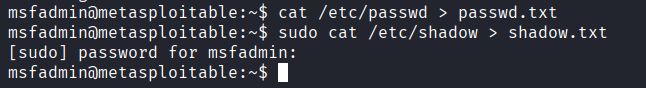 msfadmin@metasploitable:~$ cat /etc/passwd > passwd.txt
msfadmin@metasploitable:~$ sudo cat /etc/shadow > shadow.txt
[sudo] password for msfadmin:
msfadmin@metasploitable:~$